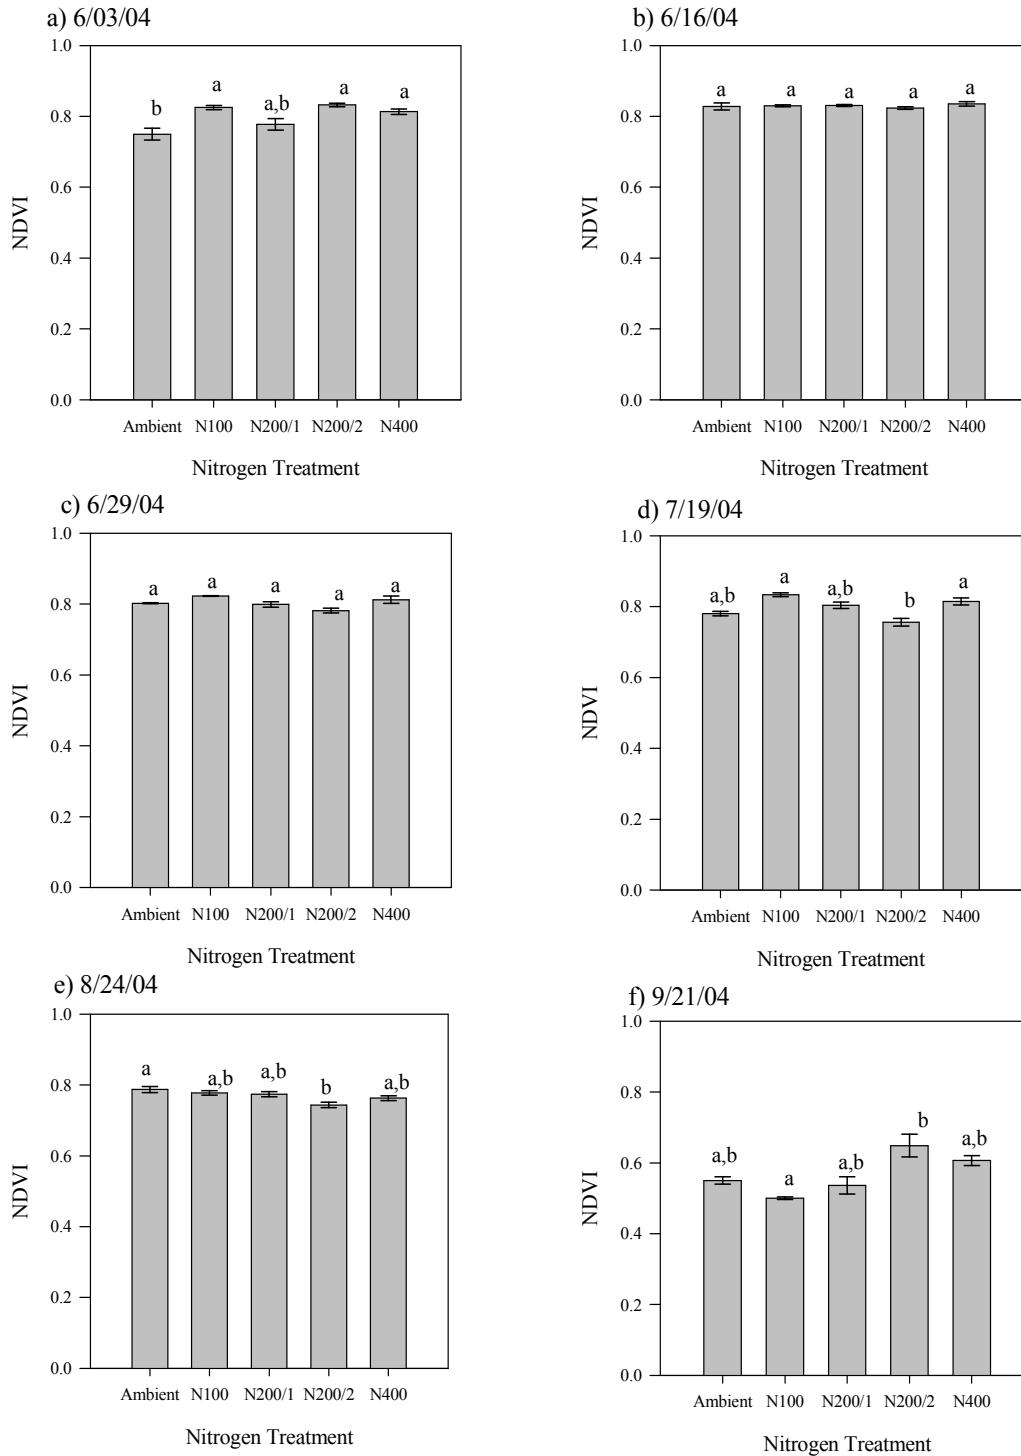 a) 6/03/04
1.0
0.8
0.6
0.4
0.2
0.0
NDVI
b
a
a,b
a
a
Ambient N100 N200/1 N200/2 N400
Nitrogen Treatment
b) 6/16/04
1.0
0.8
0.6
0.4
0.2
0.0
NDVI
a
a
a
a
a
Ambient N100 N200/1 N200/2 N400
Nitrogen Treatment
c) 6/29/04
1.0
0.8
0.6
0.4
0.2
0.0
NDVI
a
a
a
a
a
Ambient N100 N200/1 N200/2 N400
Nitrogen Treatment
d) 7/19/04
1.0
0.8
0.6
0.4
0.2
0.0
NDVI
a,b
a
a,b
b
a
Ambient N100 N200/1 N200/2 N400
Nitrogen Treatment
e) 8/24/04
1.0
0.8
0.6
0.4
0.2
0.0
NDVI
a
a,b
a,b
b
a,b
Ambient N100 N200/1 N200/2 N400
Nitrogen Treatment
f) 9/21/04
1.0
0.8
0.6
0.4
0.2
0.0
NDVI
a,b
a
a,b
b
a,b
Ambient N100 N200/1 N200/2 N400
Nitrogen Treatment